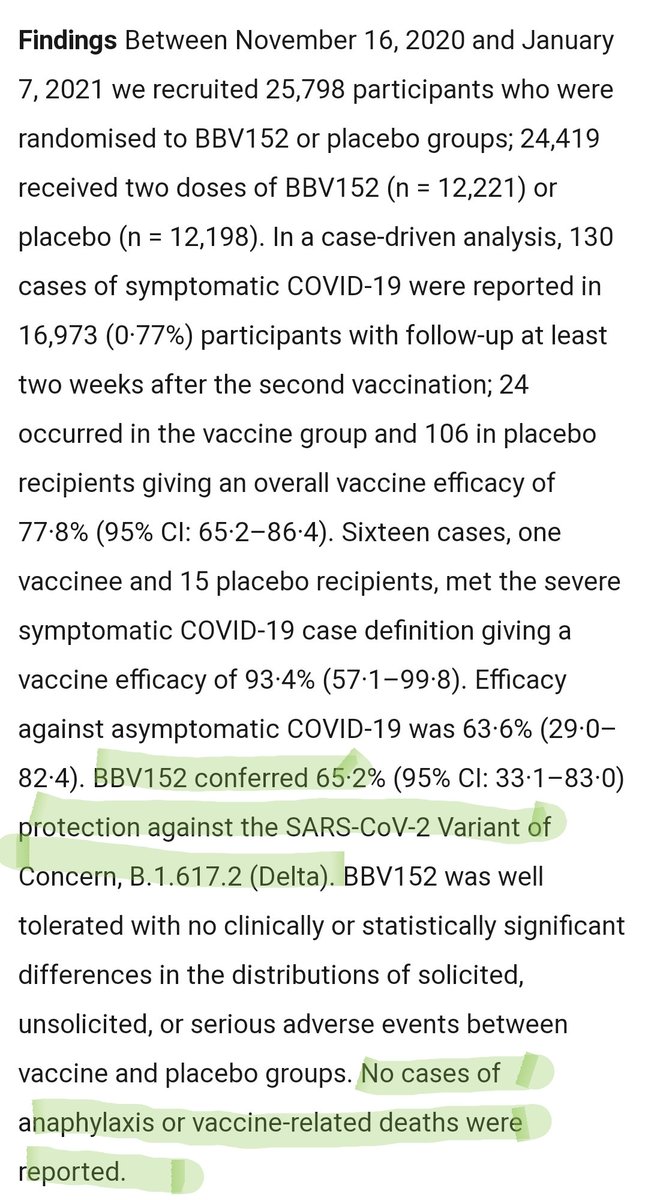 Findings Between November 16, 2020 and January
7, 2021 we recruited 25,798 participants who were
randomised to BBV152 or placebo groups; 24,419
received two doses of BBV152 (n = 12,221) or
placebo (n = 12,198). In a case-driven analysis, 130
cases of symptomatic COVID-19 were reported in
16,973 (0·77%) participants with follow-up at least
two weeks after the second vaccination; 24
occurred in the vaccine group and 106 in placebo
recipients giving an overall vaccine efficacy of
77·8% (95% CI: 65·2–86·4). Sixteen cases, one
vaccinee and 15 placebo recipients, met the severe
symptomatic COVID-19 case definition giving a
vaccine efficacy of 93·4% (57·1–99·8). Efficacy
against asymptomatic COVID-19 was 63·6% (29·0–
82·4). BBV152 conferred 65·2% (95% CI: 33·1–83·0)
protection against the SARS-CoV-2 Variant of
Concern, B.1.617.2 (Delta). BBV152 was well
tolerated with no clinically or statistically significant
differences in the distributions of solicited,
unsolicited, or serious adverse events between
vaccine and placebo groups. No cases of
anaphylaxis or vaccine-related deaths were
reported.